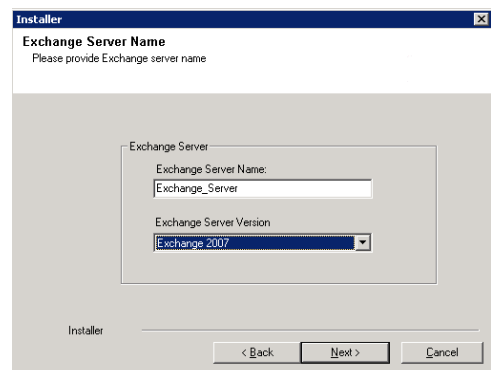 Installer
Exchange Server Name
Please provide Exchange server name
Exchange Server
Exchange Server Name:
Exchange_Server
Exchange Server Version
Exchange 2007
Installer
< Back
Next >
Cancel